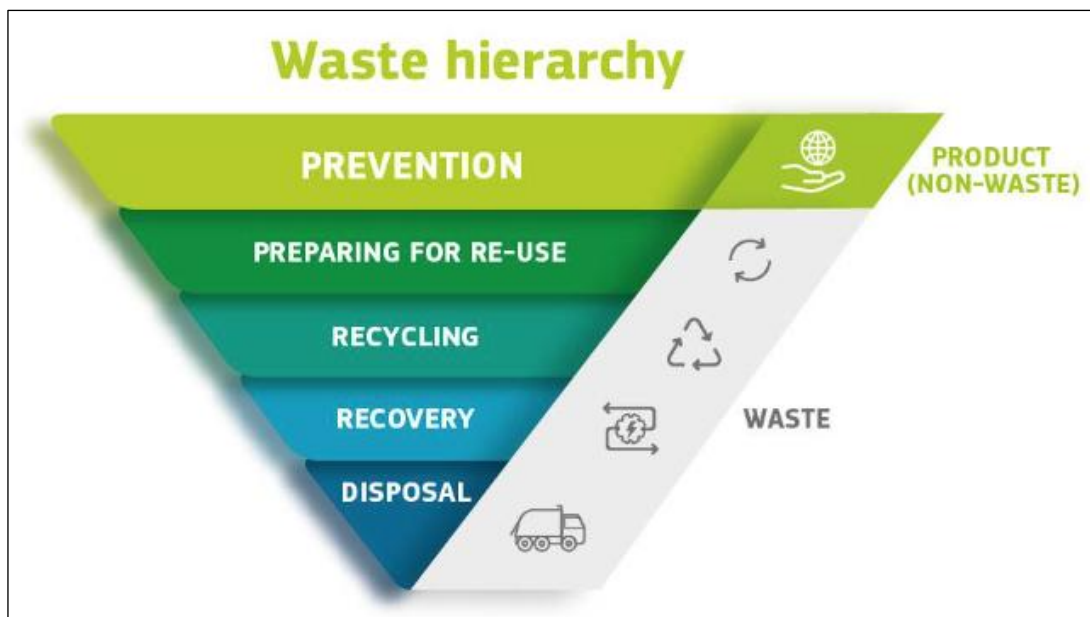 Waste hierarchy
PREVENTION
PRODUCT
(NON-WASTE)
PREPARING FOR RE-USE
RECYCLING
RECOVERY
WASTE
DISPOSAL